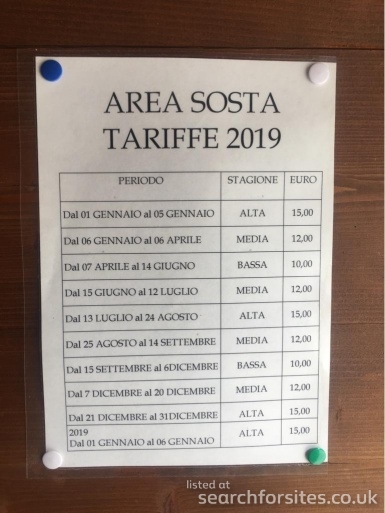 AREA SOSTA
TARIFFE 2019
PERIODO STAGIONE EURO
Dal 01 GENNAIO al 05 GENNAIO ALTA 15,00
Dal 06 GENNAIO al 06 APRILE MEDIA 12,00
Dal 07 APRILE al 14 GIUGNO BASSA 10,00
Dal 15 GIUGNO al 12 LUGLIO MEDIA 12,00
Dal 13 LUGLIO al 24 AGOSTO ALTA 15,00
Dal 25 AGOSTO al 14 SETTEMBRE MEDIA 12,00
Dal 15 SETTEMBRE al 6DICEMBRE BASSA 10,00
Dal 7 DICEMBRE al 20 DICEMBRE MEDIA 12,00
Dal 21 DICEMBRE al 31DICEMBRE ALTA 15,00
2019
Dal 01 GENNAIO al 06 GENNAIO ALTA 15,00
listed at
searchforsites.co.uk